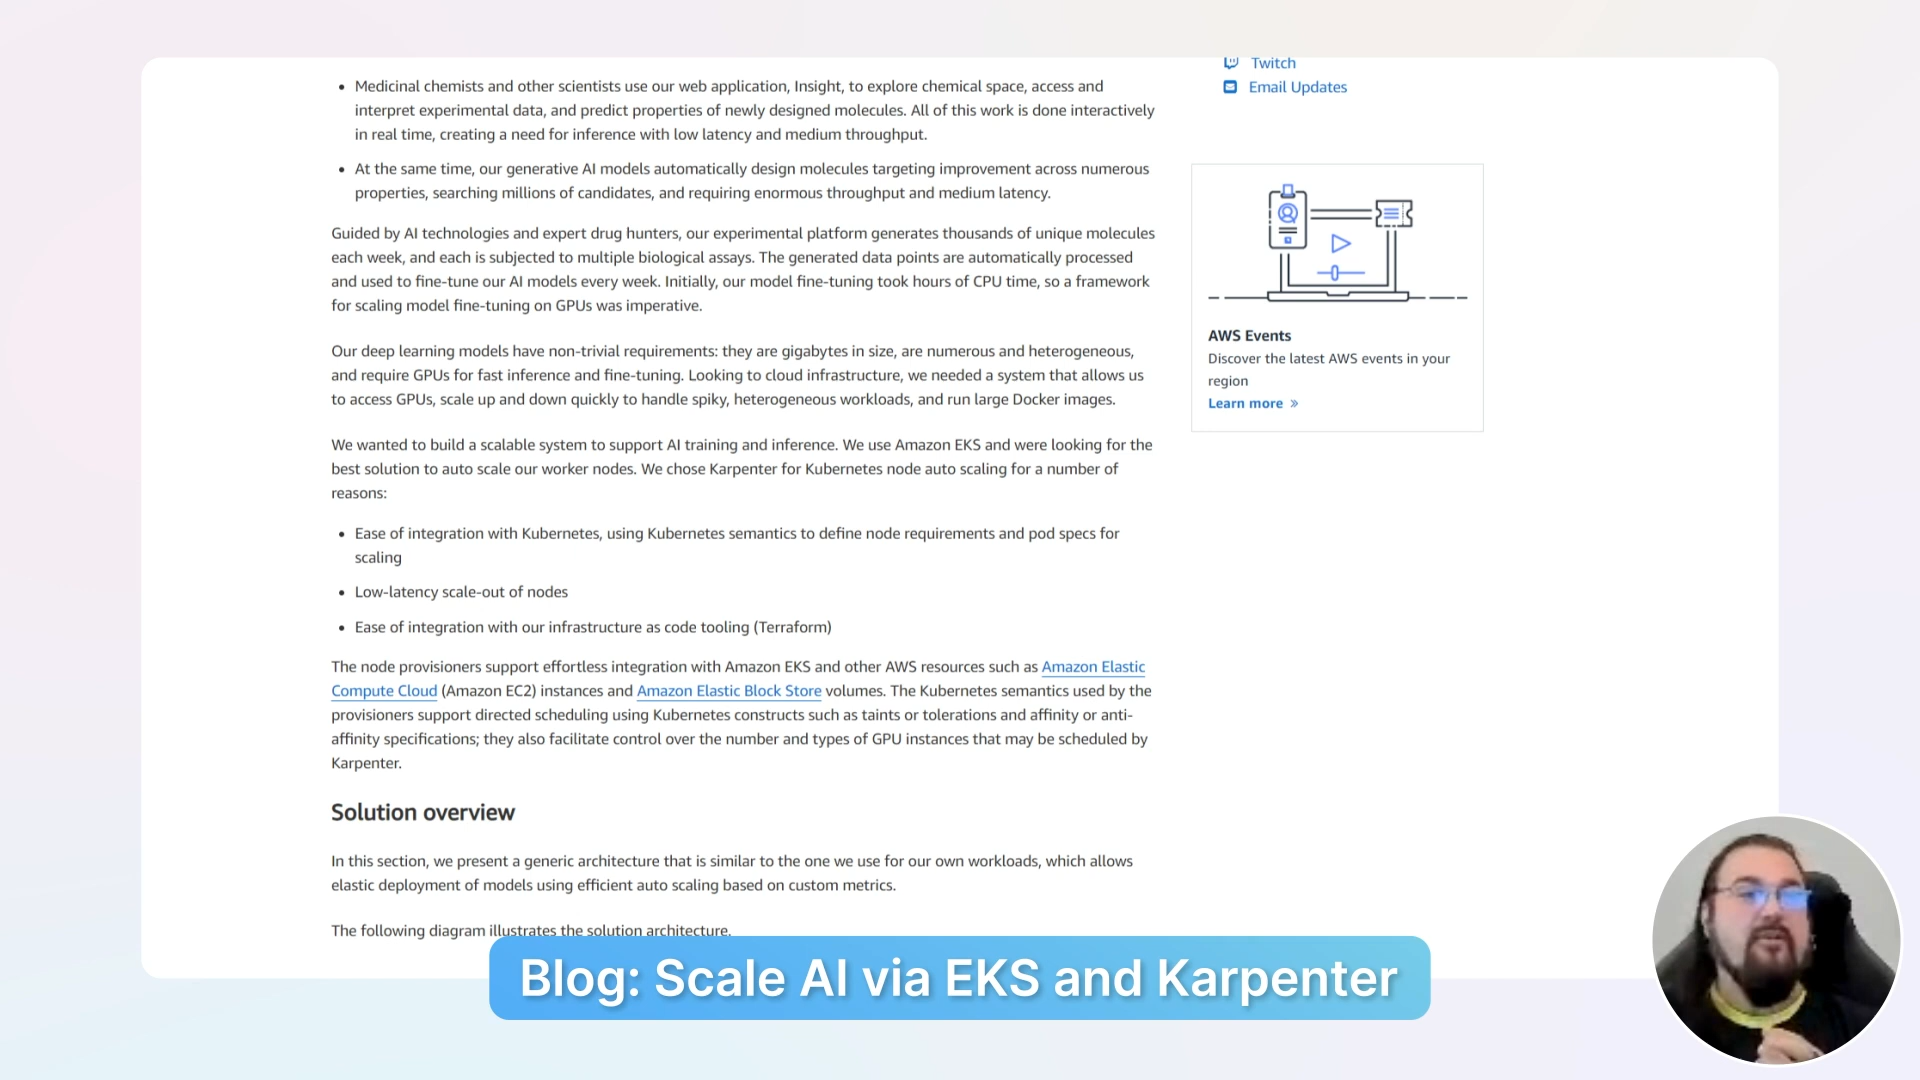 Twitch
Email Updates
• Medicinal chemists and other scientists use our web application, Insight, to explore chemical space, access and
interpret experimental data, and predict properties of newly designed molecules. All of this work is done interactively
in real time, creating a need for inference with low latency and medium throughput.
• At the same time, our generative AI models automatically design molecules targeting improvement across numerous
properties, searching millions of candidates, and requiring enormous throughput and medium latency.
Guided by AI technologies and expert drug hunters, our experimental platform generates thousands of unique molecules
each week, and each is subjected to multiple biological assays. The generated data points are automatically processed
and used to fine-tune our AI models every week. Initially, our model fine-tuning took hours of CPU time, so a framework
for scaling model fine-tuning on GPUs was imperative.
Our deep learning models have non-trivial requirements: they are gigabytes in size, are numerous and heterogeneous,
and require GPUs for fast inference and fine-tuning. Looking to cloud infrastructure, we needed a system that allows us
to access GPUs, scale up and down quickly to handle spiky, heterogeneous workloads, and run large Docker images.
We wanted to build a scalable system to support AI training and inference. We use Amazon EKS and were looking for the
best solution to auto scale our worker nodes. We chose Karpenter for Kubernetes node auto scaling for a number of
reasons:
• Ease of integration with Kubernetes, using Kubernetes semantics to define node requirements and pod specs for
scaling
• Low-latency scale-out of nodes
• Ease of integration with our infrastructure as code tooling (Terraform)
The node provisioners support effortless integration with Amazon EKS and other AWS resources such as Amazon Elastic
Compute Cloud (Amazon EC2) instances and Amazon Elastic Block Store volumes. The Kubernetes semantics used by the
provisioners support directed scheduling using Kubernetes constructs such as taints or tolerations and affinity or anti-
affinity specifications; they also facilitate control over the number and types of GPU instances that may be scheduled by
Karpenter.
Solution overview
In this section, we present a generic architecture that is similar to the one we use for our own workloads, which allows
elastic deployment of models using efficient auto scaling based on custom metrics.
The following diagram illustrates the solution architecture.
AWS Events
Discover the latest AWS events in your
region
Learn more »
Blog: Scale AI via EKS and Karpenter